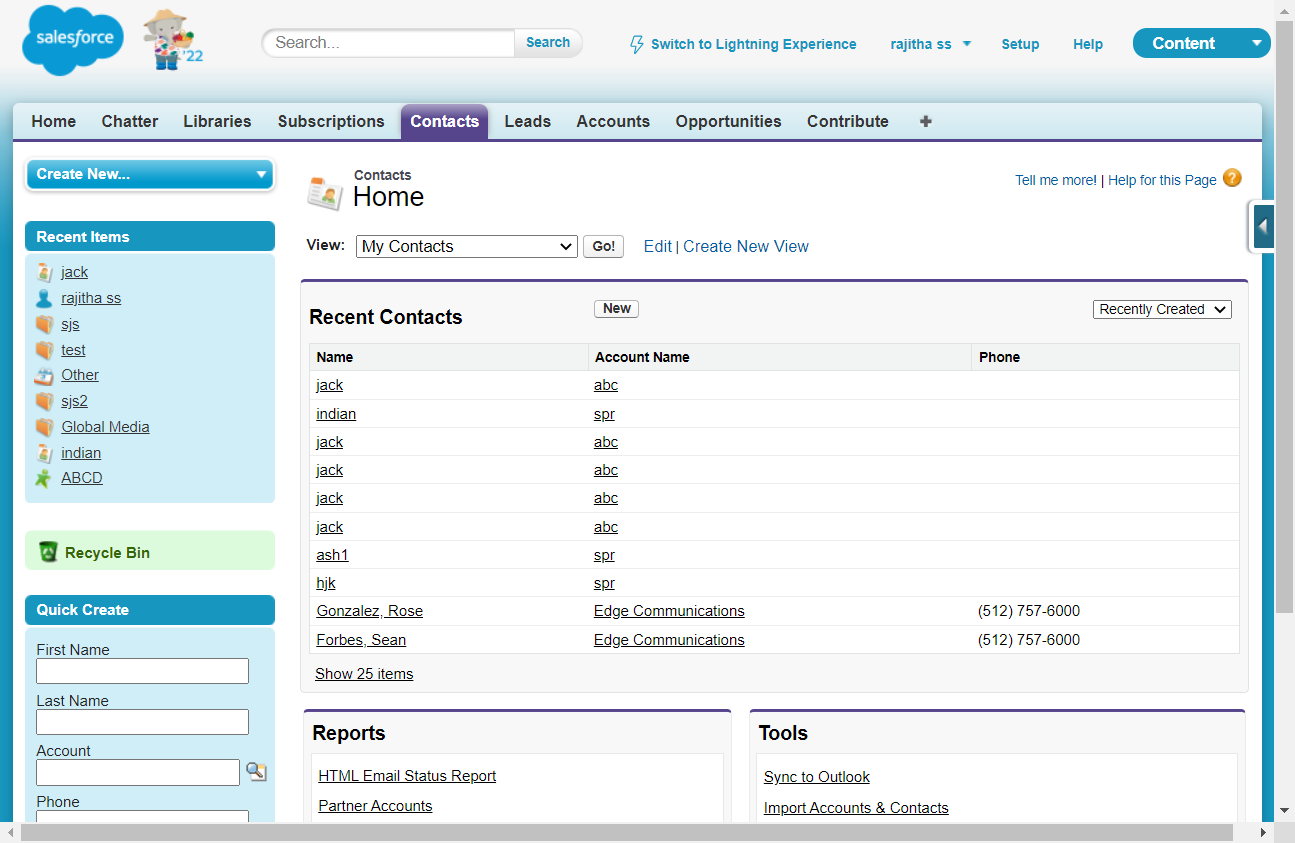 salesforce
'22
Search...
Search
Switch to Lightning Experience
rajitha ss
Setup
Help
Content
Home Chatter Libraries Subscriptions Contacts Leads Accounts Opportunities Contribute +
Create New...
Recent Items
jack
rajitha ss
sjs
test
Other
sjs2
Global Media
indian
ABCD
Recycle Bin
Quick Create
First Name
Last Name
Account
Phone
Contacts
Home
Tell me more! | Help for this Page ?
View: My Contacts Go! Edit | Create New View
Recent Contacts New Recently Created
Name Account Name Phone
jack abc
indian spr
jack abc
jack abc
jack abc
jack abc
ash1 spr
hjk spr
Gonzalez, Rose Edge Communications (512) 757-6000
Forbes, Sean Edge Communications (512) 757-6000
Show 25 items
Reports
HTML Email Status Report
Partner Accounts
Tools
Sync to Outlook
Import Accounts & Contacts